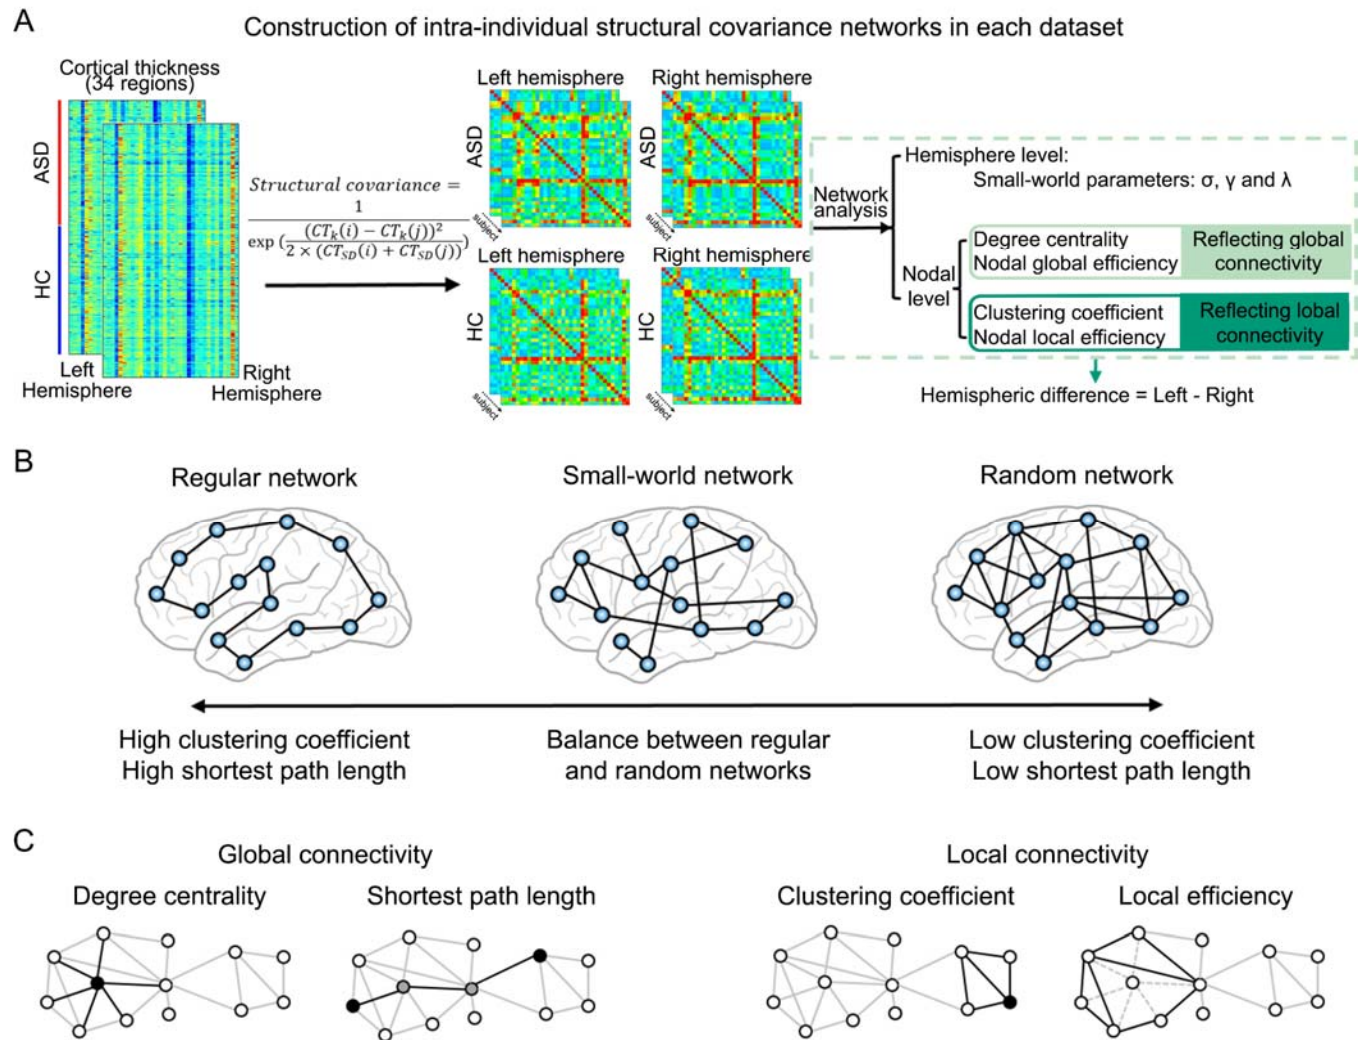 A
Construction of intra-individual structural covariance networks in each dataset
Cortical thickness
(34 regions)
ASD
HC
Left
Hemisphere
Right
Hemisphere
Structural covariance =
1
exp (
(CT_k(i) − CT_k(j))²
2 × (CT_SD(i) + CT_SD(j))
)
Left hemisphere
Right hemisphere
ASD
ASD
subject
subject
Left hemisphere
Right hemisphere
HC
HC
subject
subject
Network
analysis
Hemisphere level:
Small-world parameters: σ, γ and λ
Nodal
level
Degree centrality
Nodal global efficiency
Reflecting global
connectivity
Clustering coefficient
Nodal local efficiency
Reflecting lobal
connectivity
Hemispheric difference = Left - Right
B
Regular network
Small-world network
Random network
High clustering coefficient
High shortest path length
Balance between regular
and random networks
Low clustering coefficient
Low shortest path length
C
Global connectivity
Local connectivity
Degree centrality
Shortest path length
Clustering coefficient
Local efficiency